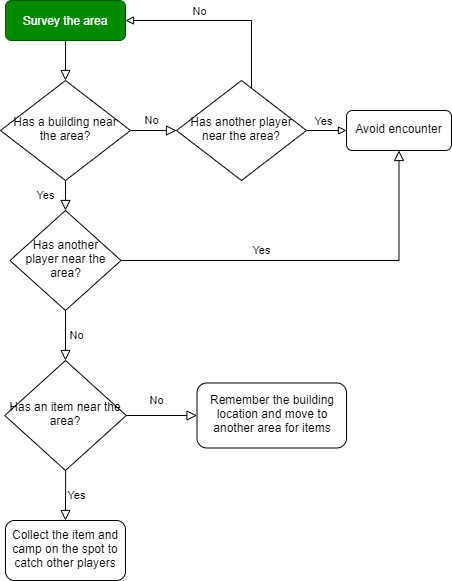 Survey the area
No
Has a building near
the area?
No
Has another player
near the area?
Yes
Avoid encounter
Yes
Has another
player near the
area?
Yes
No
Has an item near the
area?
No
Remember the building
location and move to
another area for items
Yes
Collect the item and
camp on the spot to
catch other players